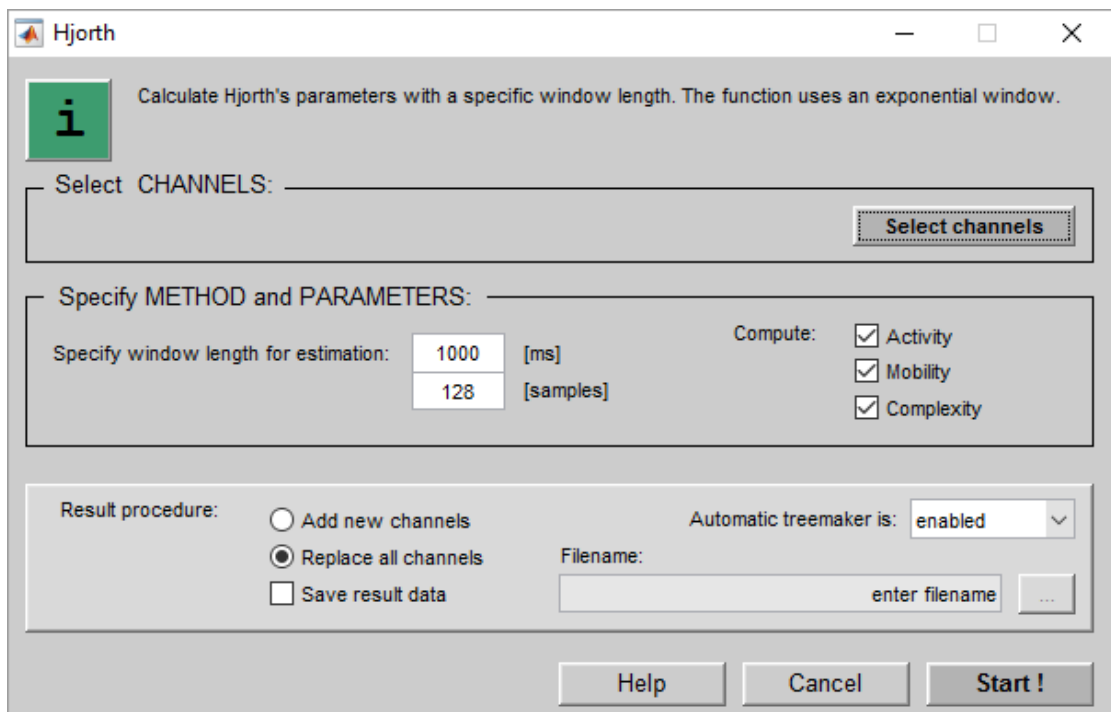 Hjorth
i
Calculate Hjorth's parameters with a specific window length. The function uses an exponential window.
Select CHANNELS:
Select channels
Specify METHOD and PARAMETERS:
Specify window length for estimation: 1000 [ms]
128 [samples]
Compute:
Activity
Mobility
Complexity
Result procedure:
Add new channels
Replace all channels
Save result data
Automatic treemaker is: enabled
Filename:
enter filename ...
Help Cancel Start !